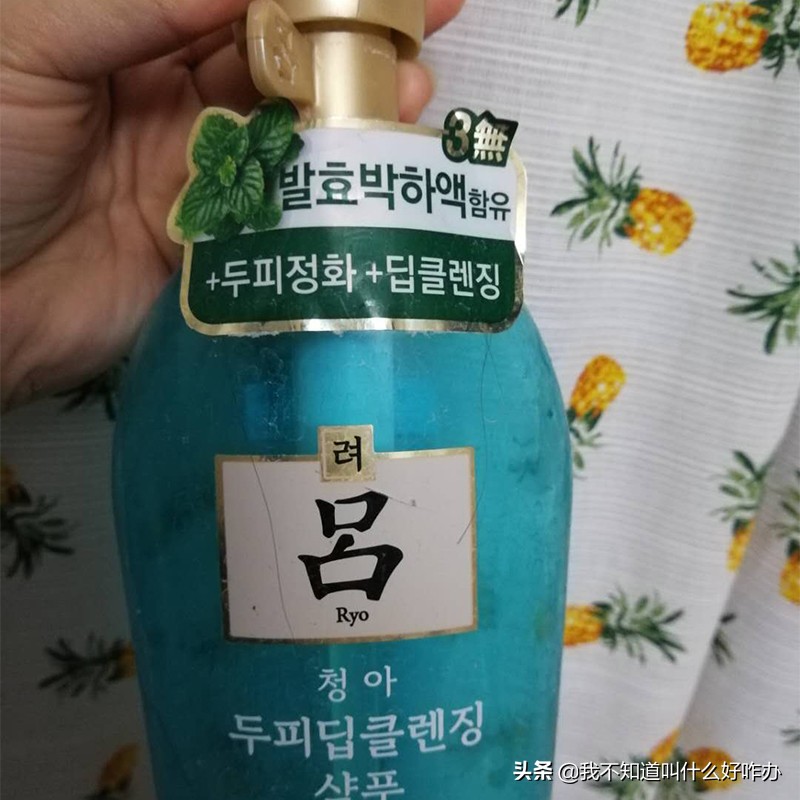 3無
발효박하액함유
+두피정화 +딥클렌징
려
呂
Ryo
청아
두피딥클렌징
샴푸
头条 @我不知道叫什么好咋办